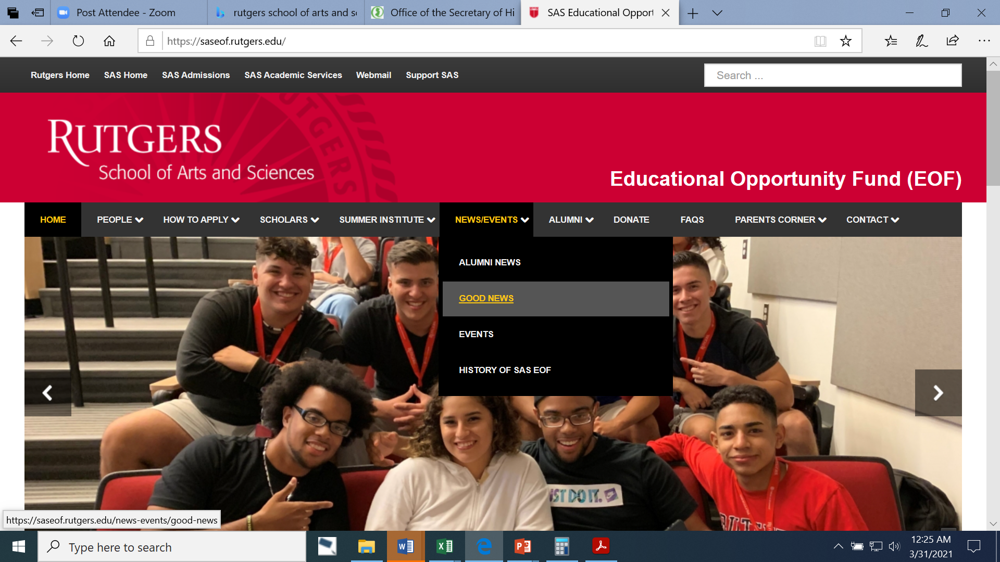 Post Attendee - Zoom
rutgers school of arts and sc
Office of the Secretary of Hi
SAS Educational Opport
https://saseof.rutgers.edu/
Rutgers Home SAS Home SAS Admissions SAS Academic Services Webmail Support SAS
Search ...
RUTGERS
RUTGERS
School of Arts and Sciences
Educational Opportunity Fund (EOF)
HOME PEOPLE HOW TO APPLY SCHOLARS SUMMER INSTITUTE NEWS/EVENTS ALUMNI DONATE FAQS PARENTS CORNER CONTACT
ALUMNI NEWS
GOOD NEWS
EVENTS
HISTORY OF SAS EOF
DO IT.
https://saseof.rutgers.edu/news-events/good-news
Type here to search
12:25 AM
3/31/2021